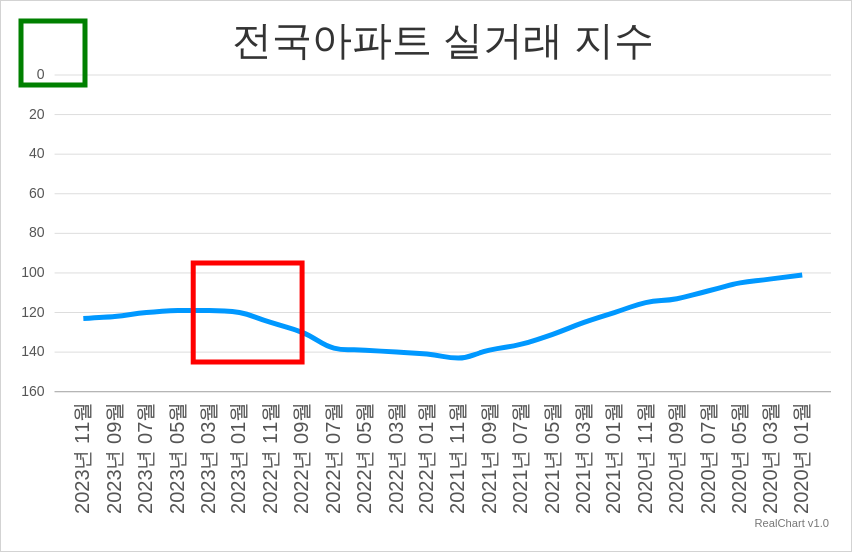 전국아파트 실거래 지수
0
20
40
60
80
100
120
140
160
2023년 11월
2023년 09월
2023년 07월
2023년 05월
2023년 03월
2023년 01월
2022년 11월
2022년 09월
2022년 07월
2022년 05월
2022년 03월
2022년 01월
2021년 11월
2021년 09월
2021년 07월
2021년 05월
2021년 03월
2021년 01월
2020년 11월
2020년 09월
2020년 07월
2020년 05월
2020년 03월
2020년 01월
RealChart v1.0